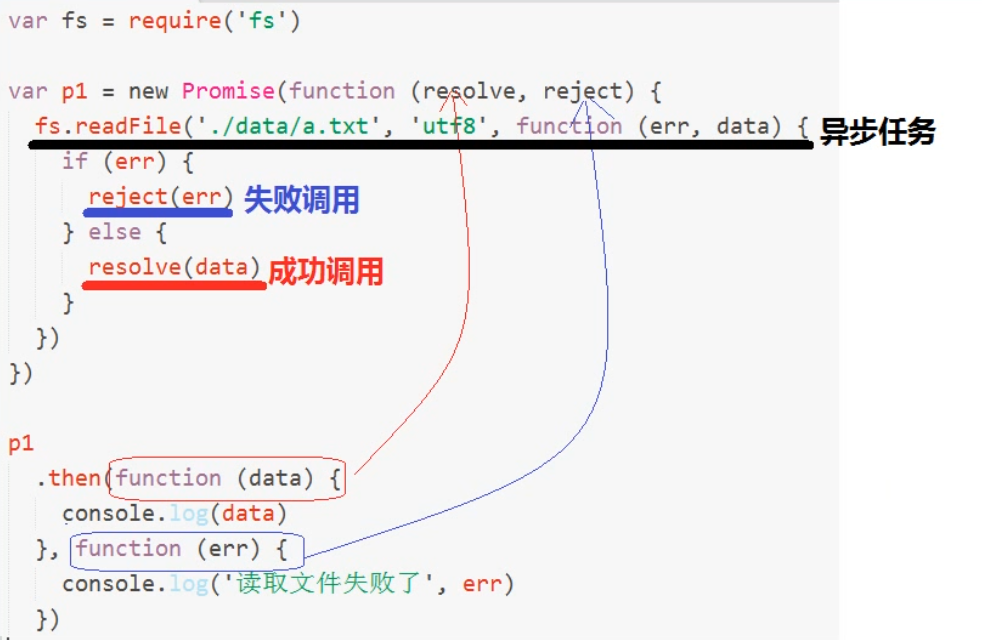 var fs = require('fs')
var p1 = new Promise(function (resolve, reject) {
fs.readFile('./data/a.txt', 'utf8', function (err, data) { 异步任务
if (err) {
reject(err) 失败调用
} else {
resolve(data) 成功调用
}
})
})
p1
.then(function (data) {
console.log(data)
}, function (err) {
console.log('读取文件失败了', err)
})